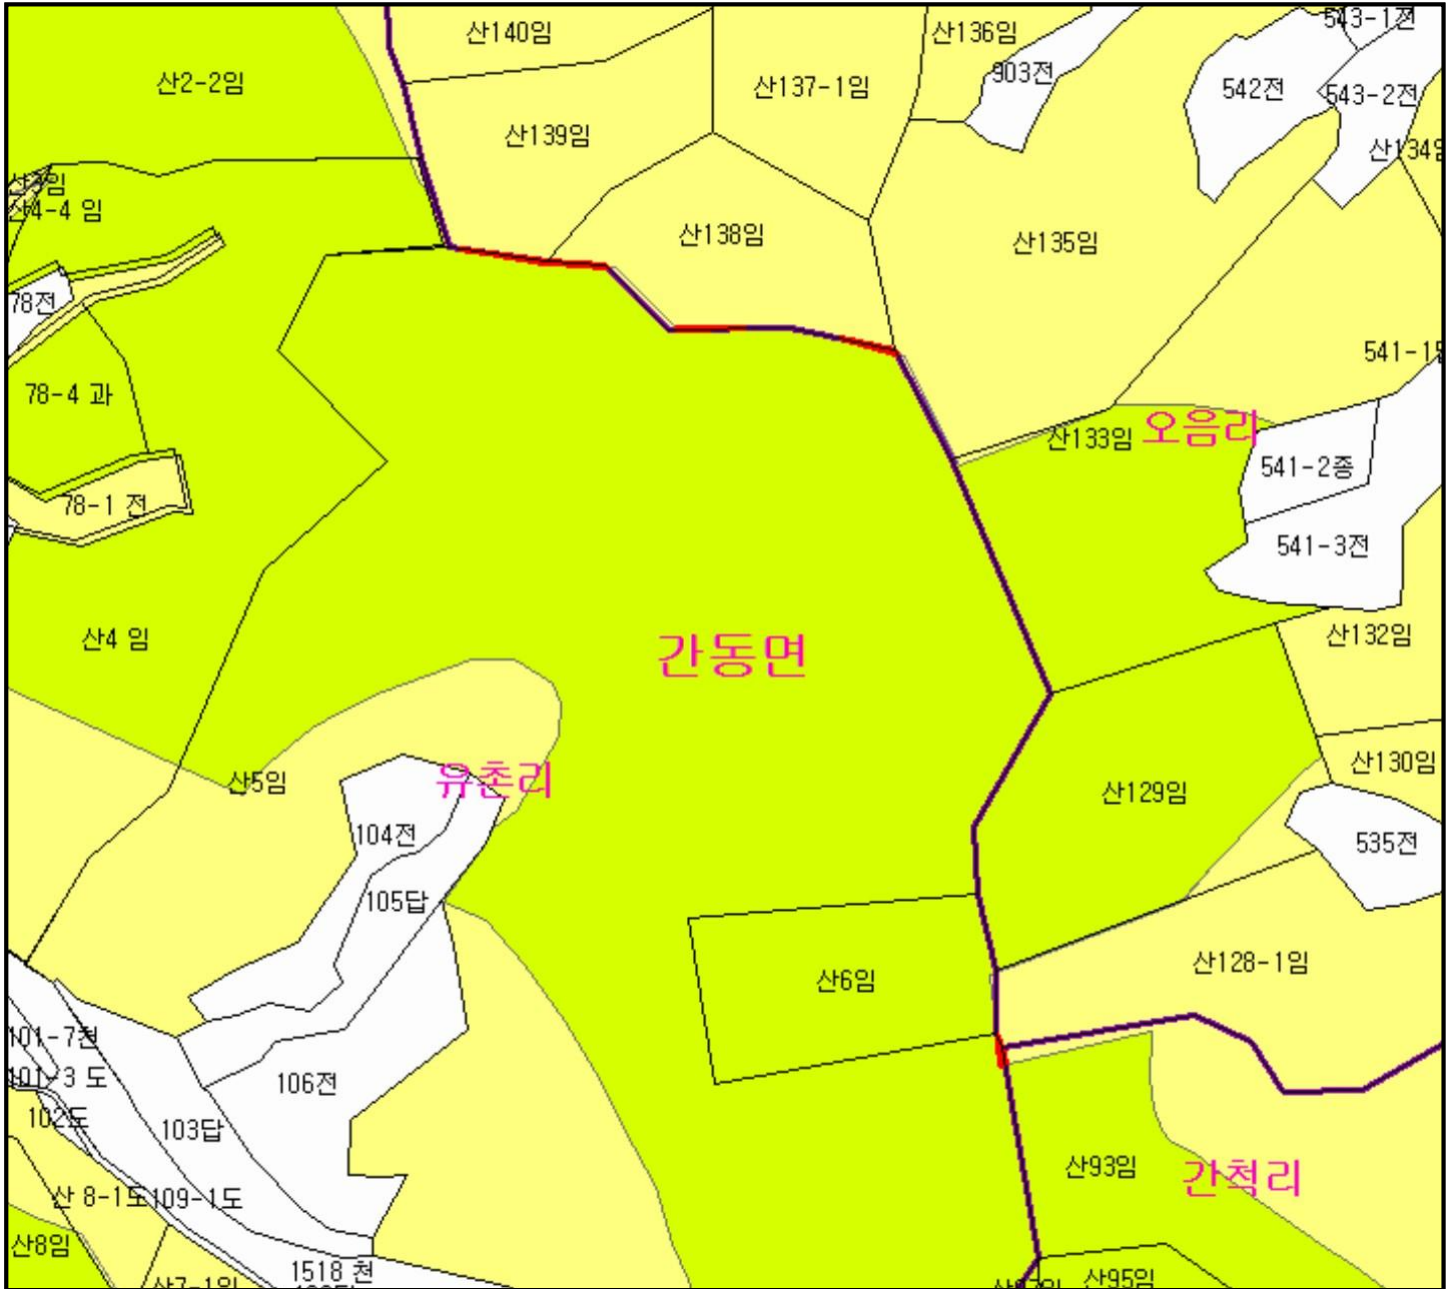 산140임
산136임
543-1전
산2-2임
산137-1임
903전
542전
543-2전
산139임
산134임
산3임
산4-4 임
산138임
산135임
78전
541-1
78-4 과
산133임
오음리
541-2종
78-1 전
541-3전
산4 임
간동면
산132임
산5임
유촌리
산129임
산130임
104전
535전
105답
산6임
산128-1임
101-7천
101-3 도
106전
102도
103답
산93임
간척리
산 8-1도
109-1도
산8임
1518 천
산95임
산7-1임